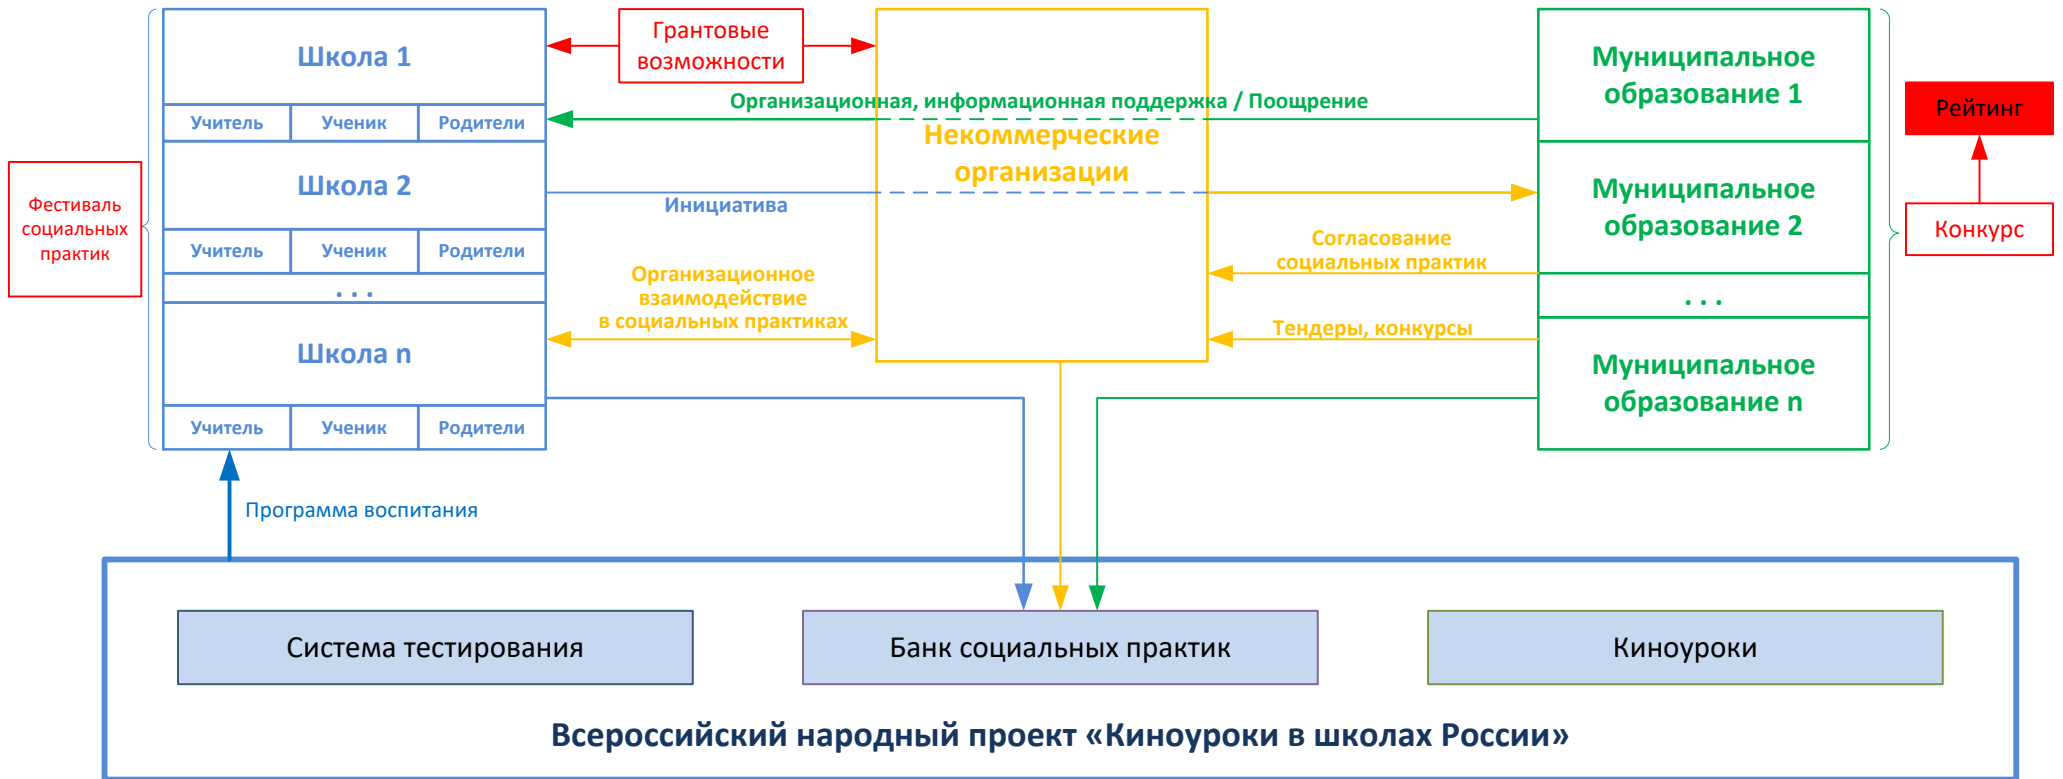 Школа 1
Учитель
Ученик
Родители
Школа 2
Учитель
Ученик
Родители
. . .
Школа n
Учитель
Ученик
Родители
Фестиваль
социальных
практик
Грантовые
возможности
Организационная, информационная поддержка / Поощрение
Некоммерческие
организации
Инициатива
Организационное
взаимодействие
в социальных практиках
Согласование
социальных практик
Тендеры, конкурсы
Муниципальное
образование 1
Муниципальное
образование 2
. . .
Муниципальное
образование n
Рейтинг
Конкурс
Программа воспитания
Система тестирования
Банк социальных практик
Киноуроки
Всероссийский народный проект «Киноуроки в школах России»